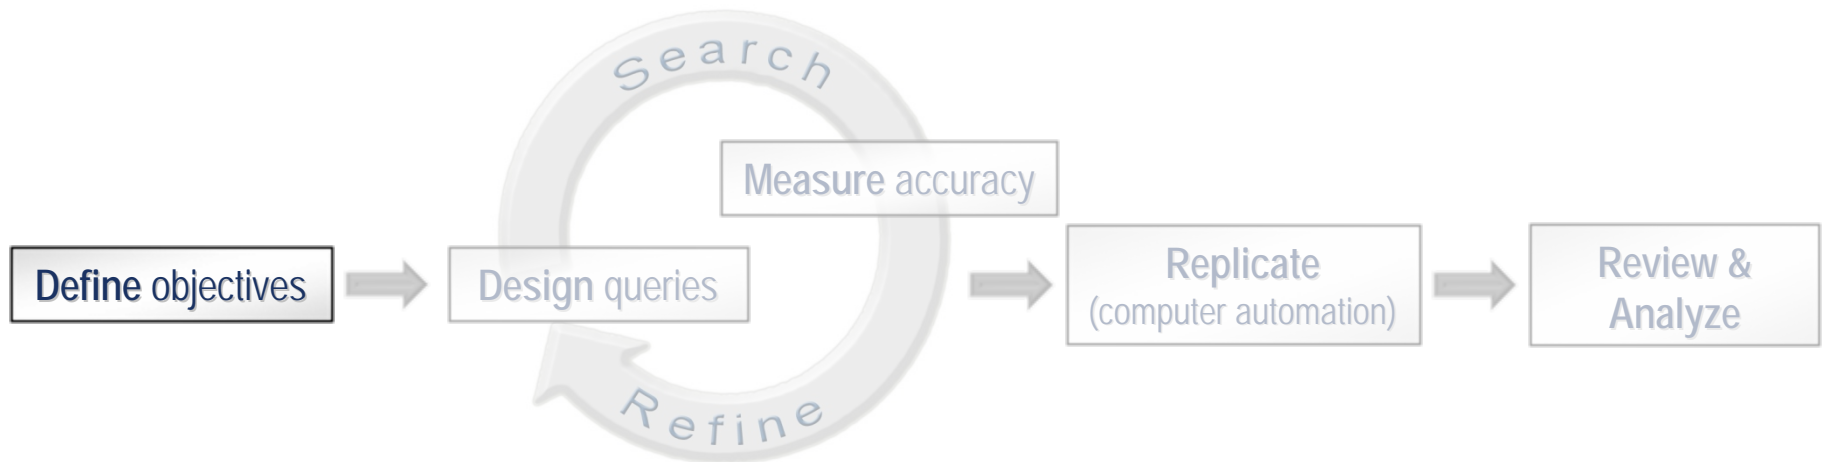 Search
Measure accuracy
Define objectives
Design queries
Replicate
(computer automation)
Review &
Analyze
Refine